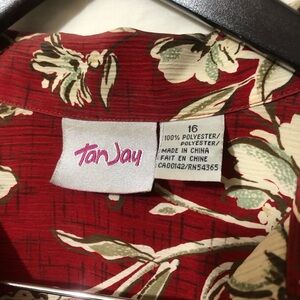 TanJay
16
100% POLYESTER/
POLYESTER/
MADE IN CHINA
FAIT EN CHINE
CA00142/RN54365